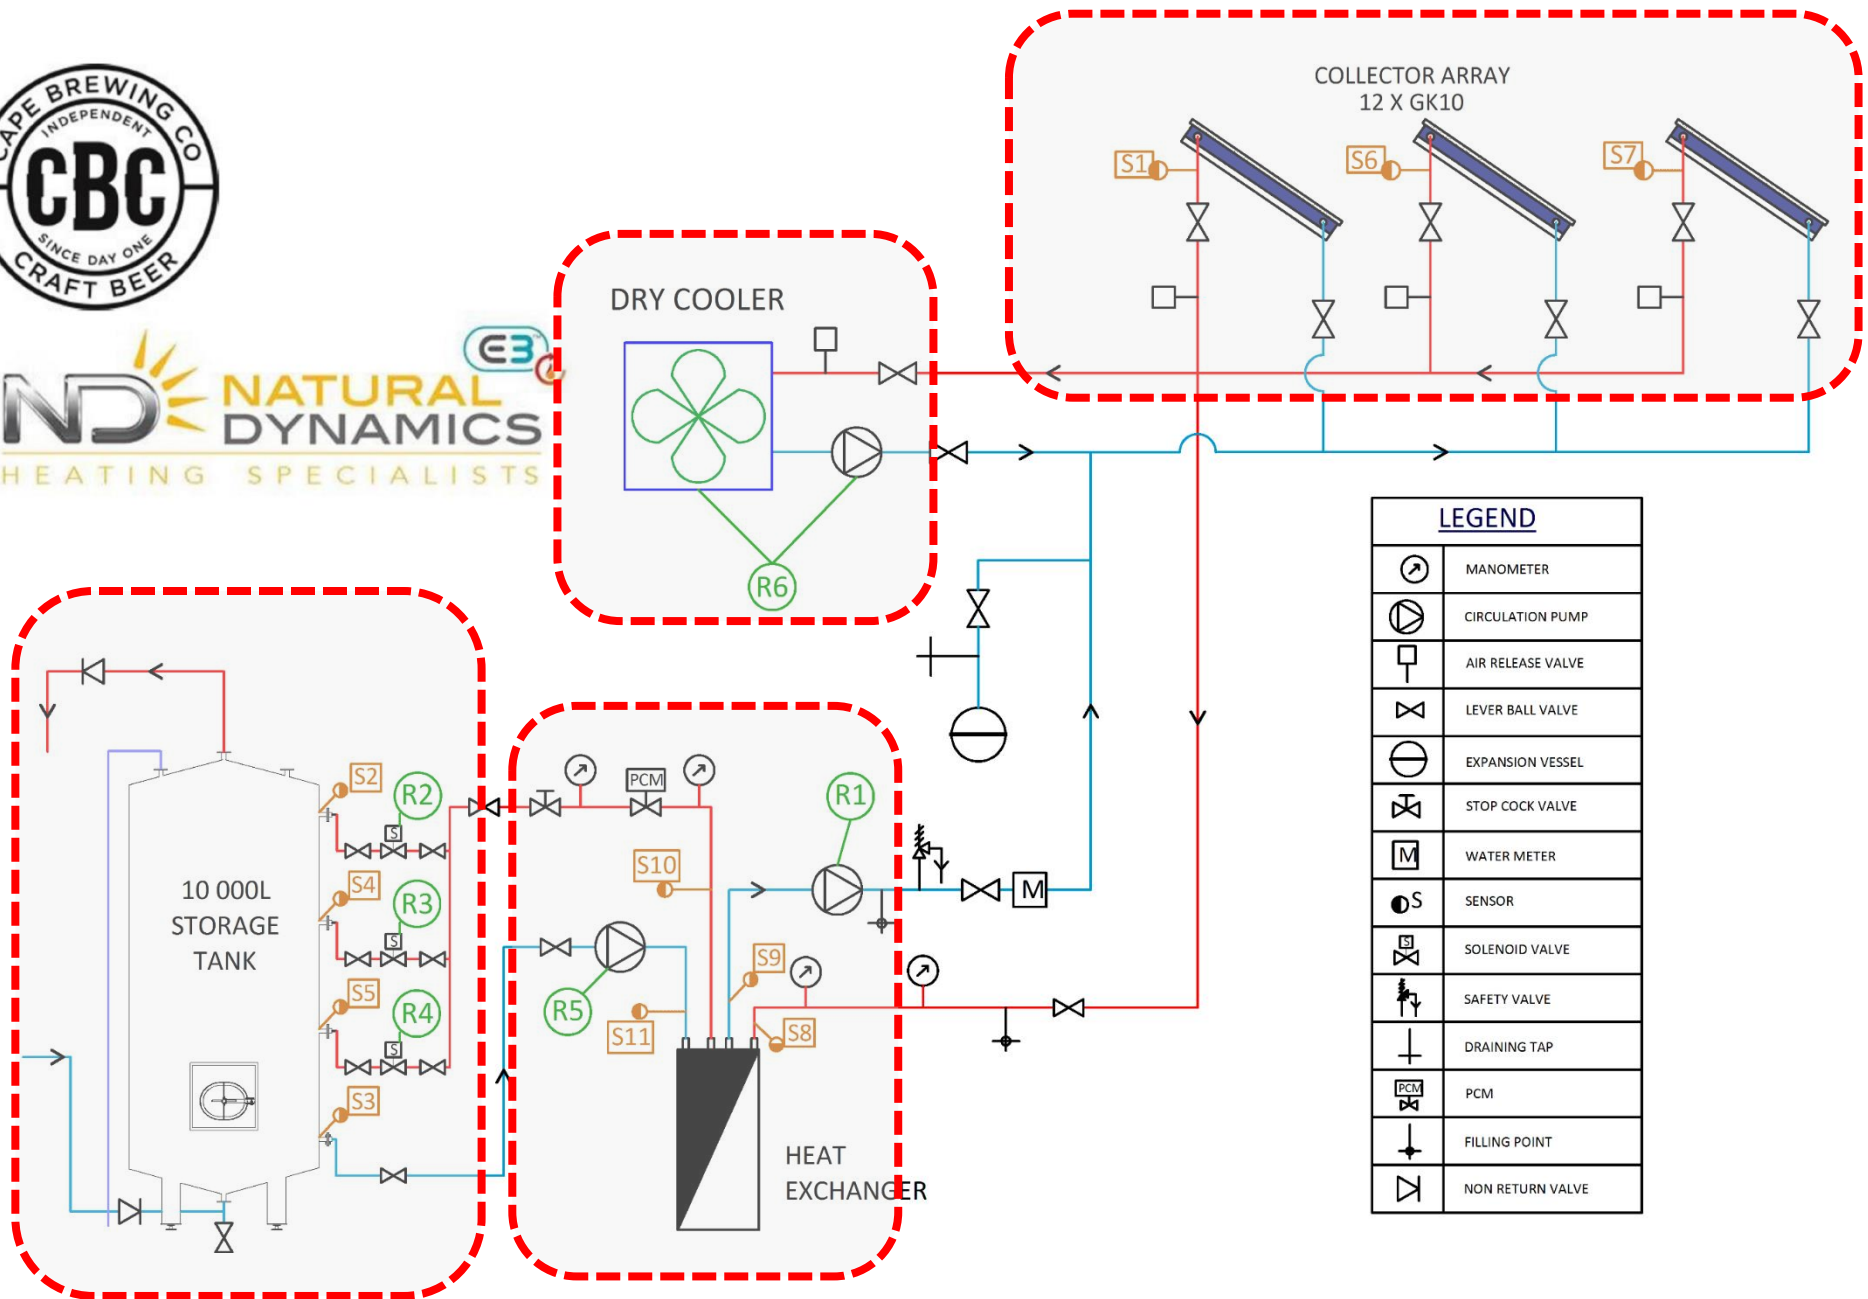 CAPE BREWING CO
INDEPENDENT
CBC
SINCE DAY ONE
CRAFT BEER
E3
ND NATURAL
DYNAMICS
HEATING SPECIALISTS
COLLECTOR ARRAY
12 X GK10
S1
S6
S7
DRY COOLER
R6
LEGEND
MANOMETER
CIRCULATION PUMP
AIR RELEASE VALVE
LEVER BALL VALVE
EXPANSION VESSEL
STOP COCK VALVE
M WATER METER
S SENSOR
S SOLENOID VALVE
SAFETY VALVE
DRAINING TAP
PCM PCM
FILLING POINT
NON RETURN VALVE
10 000L
STORAGE
TANK
S2
R2
S
S4
R3
S
S5
R4
S
S3
PCM
R1
S10
M
R5
S11
S9
S8
HEAT
EXCHANGER